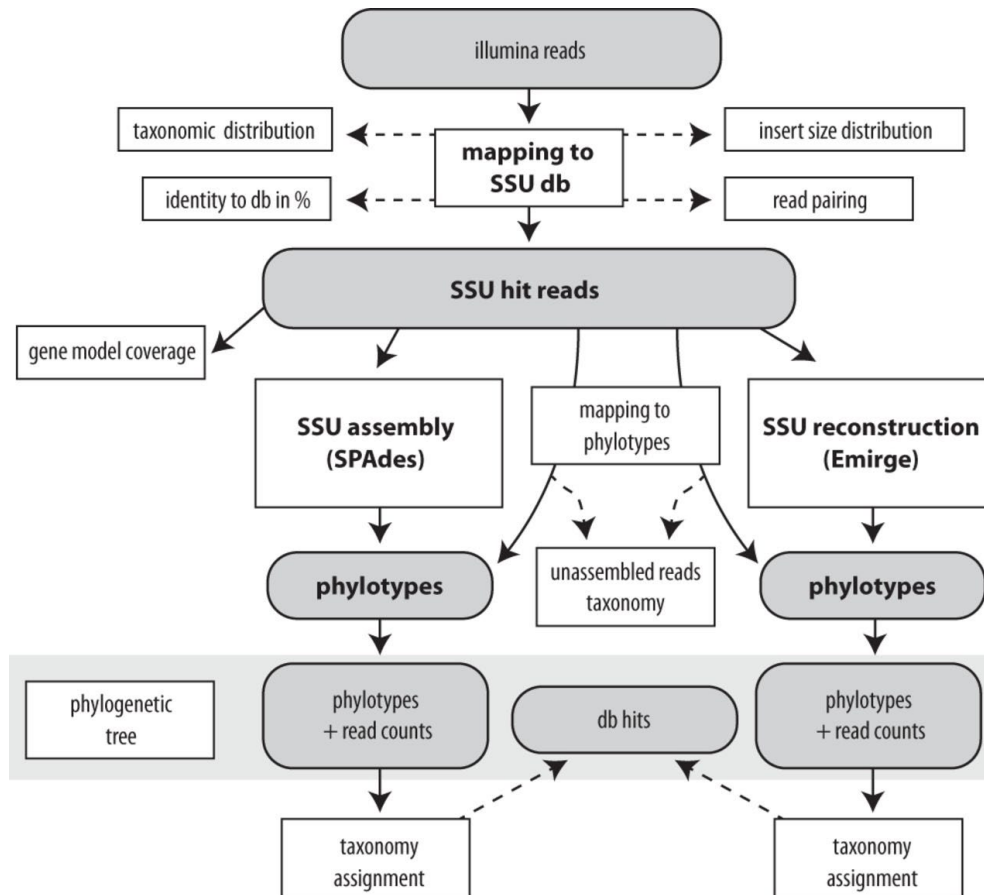 illumina reads
taxonomic distribution
insert size distribution
mapping to
SSU db
identity to db in %
read pairing
SSU hit reads
gene model coverage
SSU assembly
(SPAdes)
mapping to
phylotypes
SSU reconstruction
(Emirge)
phylotypes
unassembled reads
taxonomy
phylotypes
phylogenetic
tree
phylotypes
+ read counts
db hits
phylotypes
+ read counts
taxonomy
assignment
taxonomy
assignment